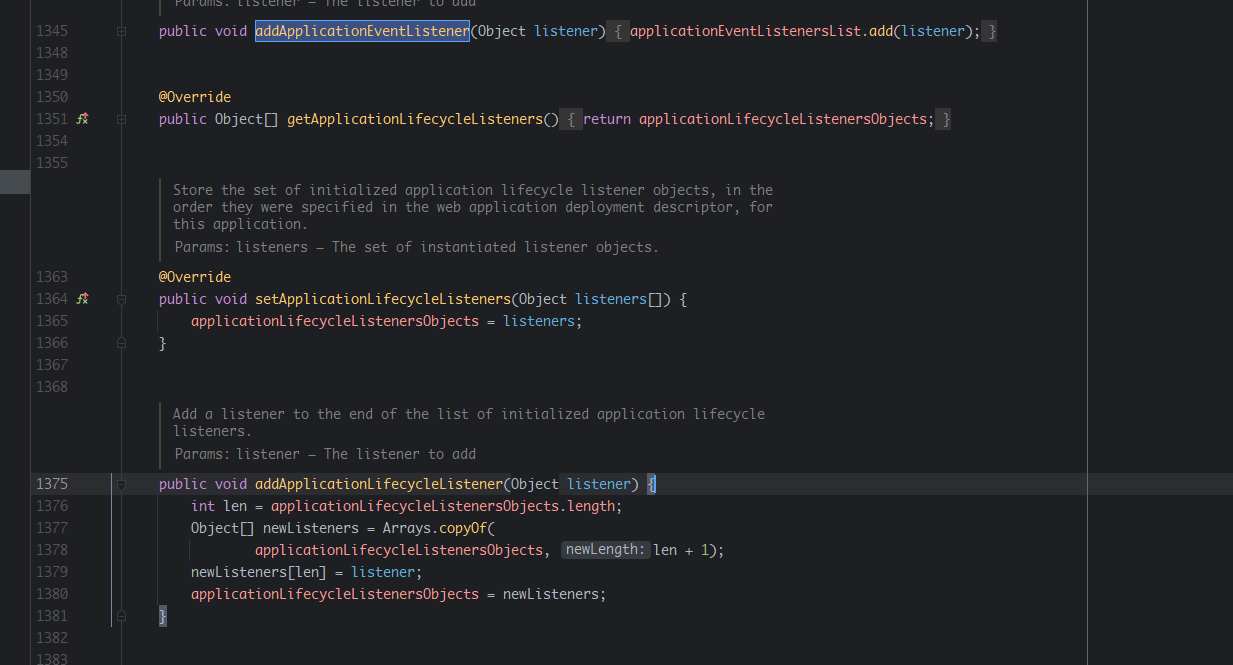 Params: listener – The listener to add
1345 public void addApplicationEventListener(Object listener) { applicationEventListenersList.add(listener); }
1348
1349
1350 @Override
1351 public Object[] getApplicationLifecycleListeners() { return applicationLifecycleListenersObjects; }
1354
1355
Store the set of initialized application lifecycle listener objects, in the
order they were specified in the web application deployment descriptor, for
this application.
Params: listeners – The set of instantiated listener objects.
1363 @Override
1364 public void setApplicationLifecycleListeners(Object listeners[]) {
1365 applicationLifecycleListenersObjects = listeners;
1366 }
1367
1368
Add a listener to the end of the list of initialized application lifecycle
listeners.
Params: listener – The listener to add
1375 public void addApplicationLifecycleListener(Object listener) {
1376 int len = applicationLifecycleListenersObjects.length;
1377 Object[] newListeners = Arrays.copyOf(
1378 applicationLifecycleListenersObjects, newLength: len + 1);
1379 newListeners[len] = listener;
1380 applicationLifecycleListenersObjects = newListeners;
1381 }
1382
1383